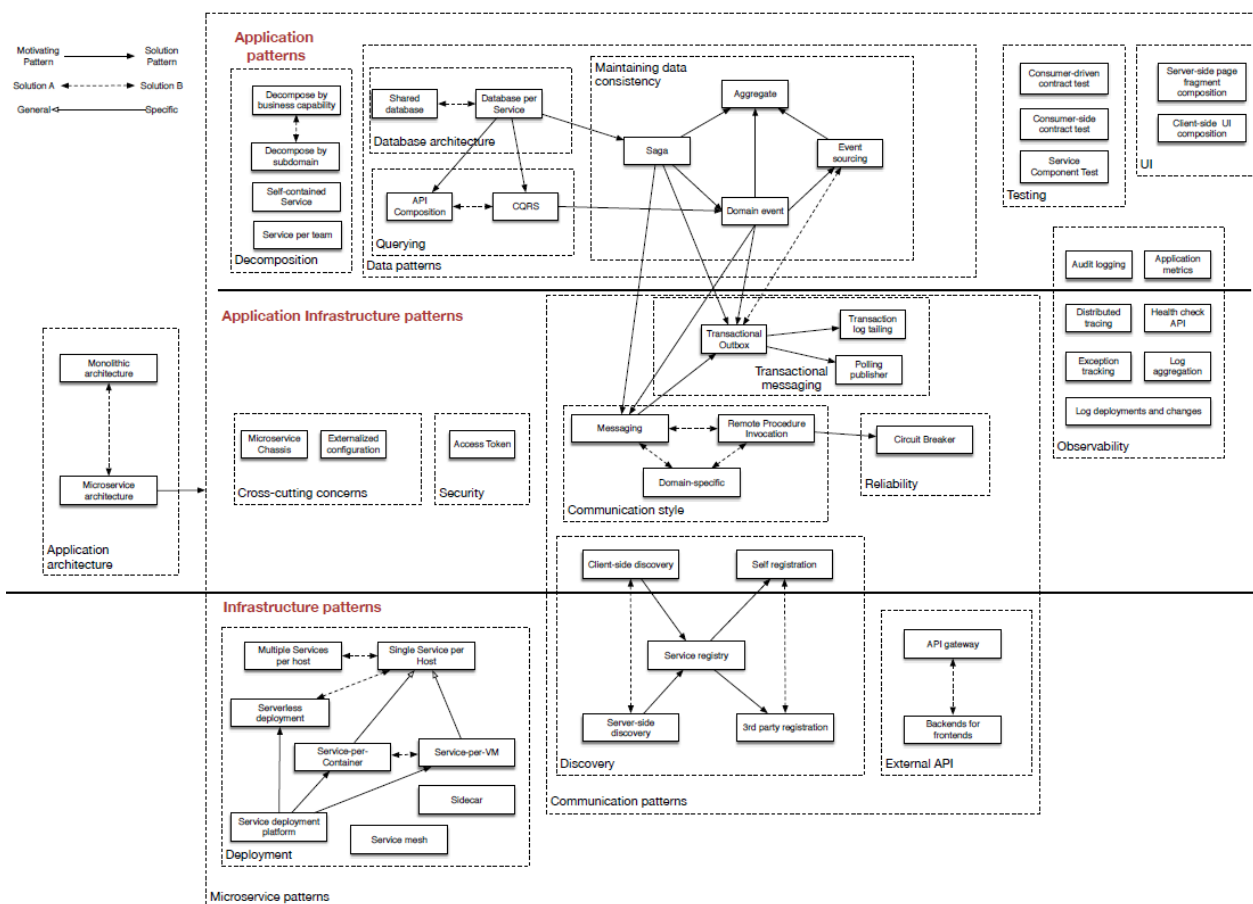 Motivating
Pattern
Solution
Pattern
Solution A
Solution B
General
Specific
Application
patterns
Decompose by
business capability
Decompose by
subdomain
Self-contained
Service
Service per team
Decomposition
Shared
database
Database per
Service
Database architecture
API
Composition
CQRS
Querying
Data patterns
Maintaining data
consistency
Aggregate
Saga
Event
sourcing
Domain event
Consumer-driven
contract test
Consumer-side
contract test
Service
Component Test
Testing
Server-side page
fragment
composition
Client-side UI
composition
UI
Audit logging
Application
metrics
Distributed
tracing
Health check
API
Exception
tracking
Log
aggregation
Log deployments and changes
Observability
Application Infrastructure patterns
Monolithic
architecture
Microservice
architecture
Application
architecture
Microservice
Chassis
Externalized
configuration
Cross-cutting concerns
Access Token
Security
Transactional
Outbox
Transaction
log tailing
Polling
publisher
Transactional
messaging
Messaging
Remote Procedure
Invocation
Domain-specific
Communication style
Circuit Breaker
Reliability
Client-side discovery
Self registration
Service registry
Server-side
discovery
3rd party registration
Discovery
Communication patterns
API gateway
Backends for
frontends
External API
Infrastructure patterns
Multiple Services
per host
Single Service per
Host
Serverless
deployment
Service-per-
Container
Service-per-VM
Sidecar
Service deployment
platform
Service mesh
Deployment
Microservice patterns